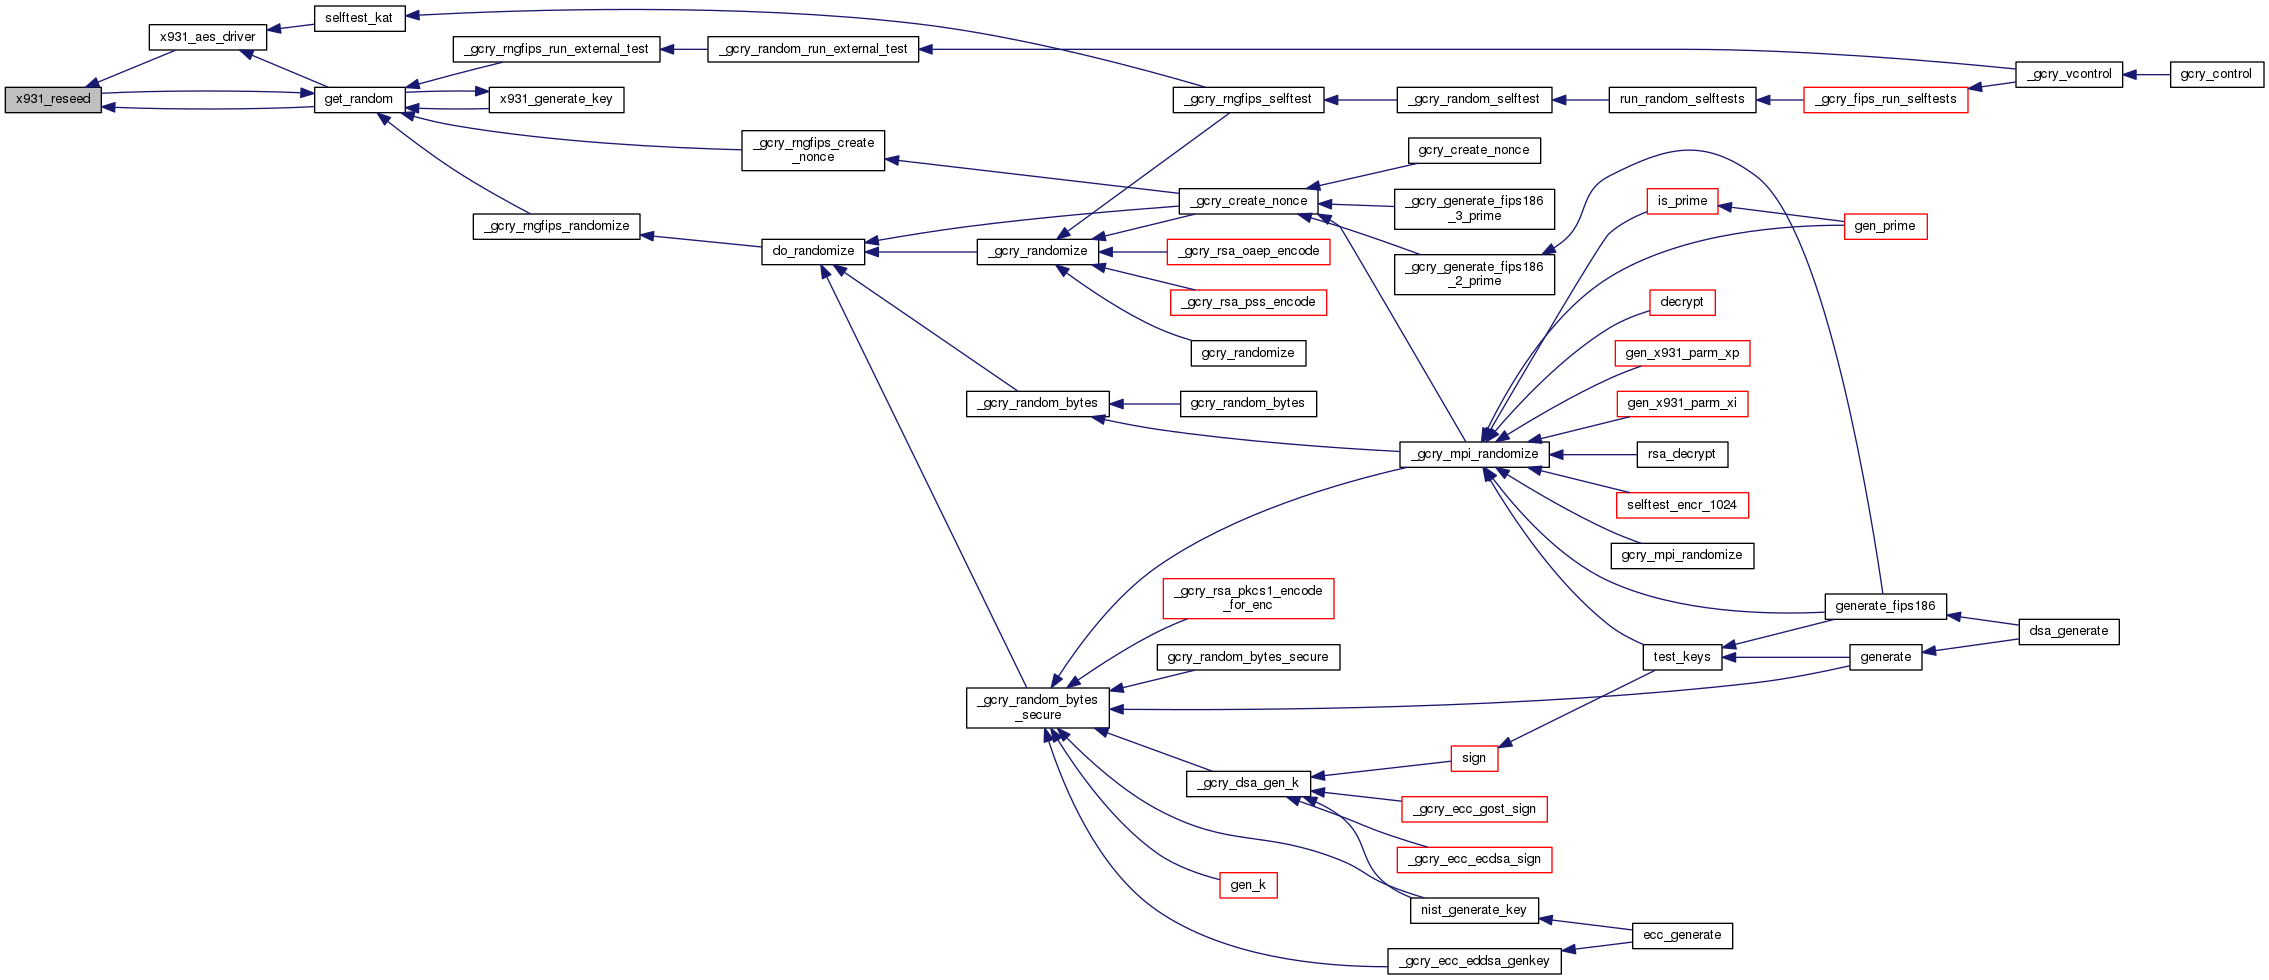 selftest_kat
x931_aes_driver
_gcry_rngfips_run_external_test
_gcry_random_run_external_test
_gcry_vcontrol
gcry_control
x931_reseed
get_random
x931_generate_key
_gcry_rngfips_selftest
_gcry_random_selftest
run_random_selftests
_gcry_fips_run_selftests
_gcry_rngfips_create
_nonce
gcry_create_nonce
_gcry_create_nonce
_gcry_generate_fips186
_3_prime
is_prime
gen_prime
_gcry_rngfips_randomize
do_randomize
_gcry_randomize
_gcry_rsa_oaep_encode
_gcry_generate_fips186
_2_prime
_gcry_rsa_pss_encode
decrypt
gcry_randomize
gen_x931_parm_xp
_gcry_random_bytes
gcry_random_bytes
gen_x931_parm_xi
_gcry_mpi_randomize
rsa_decrypt
selftest_encr_1024
gcry_mpi_randomize
_gcry_rsa_pkcs1_encode
_for_enc
generate_fips186
dsa_generate
gcry_random_bytes_secure
test_keys
generate
_gcry_random_bytes
_secure
sign
_gcry_dsa_gen_k
_gcry_ecc_gost_sign
_gcry_ecc_ecdsa_sign
gen_k
nist_generate_key
ecc_generate
_gcry_ecc_eddsa_genkey